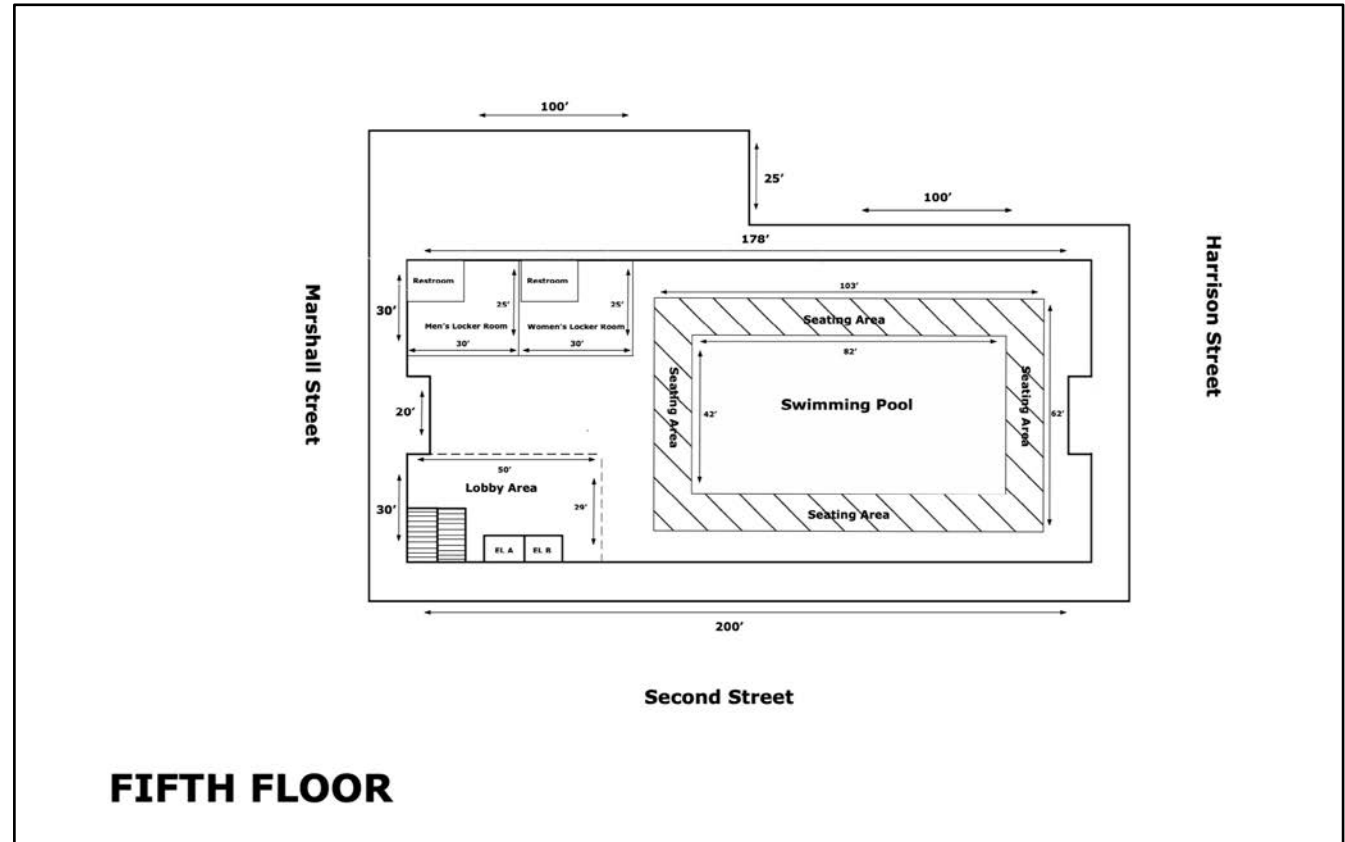 100’
25’
100’
178’
Harrison Street
Marshall Street
Restroom
Restroom
30’
25’
25’
Men's Locker Room
Women's Locker Room
30’
30’
103’
Seating Area
82’
Seating Area
Seating Area
Swimming Pool
42’
62’
20’
50’
Lobby Area
29’
30’
Seating Area
EL A
EL B
200’
Second Street
FIFTH FLOOR